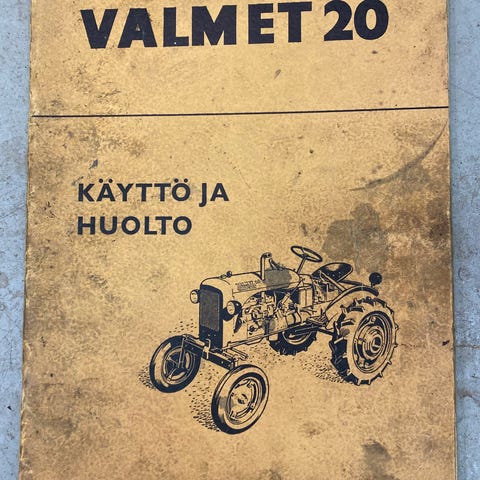 VALMET 20
KÄYTTÖ JA
HUOLTO